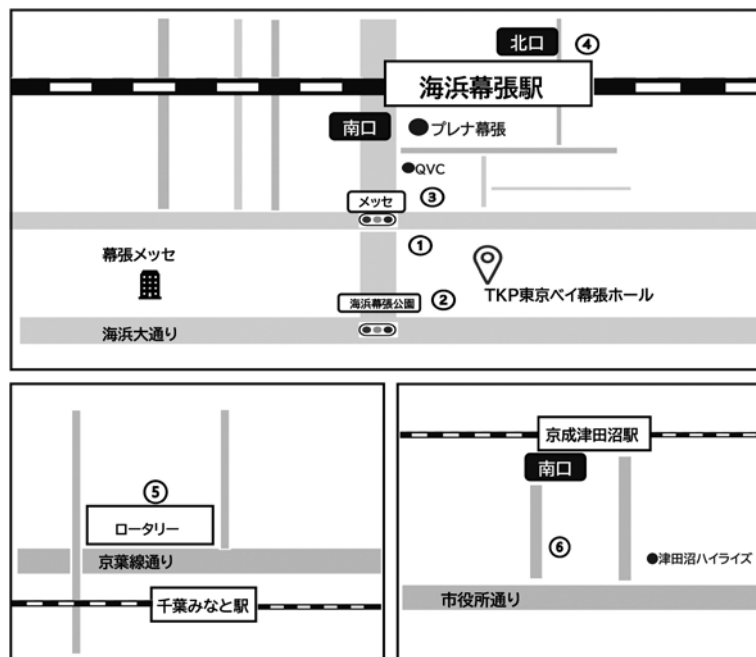 北口
④
海浜幕張駅
南口
●プレナ幕張
●QVC
メッセ
③
①
幕張メッセ
TKP東京ベイ幕張ホール
海浜幕張公園
②
海浜大通り
⑤
ロータリー
京葉線通り
千葉みなと駅
京成津田沼駅
南口
⑥
●津田沼ハイライズ
市役所通り